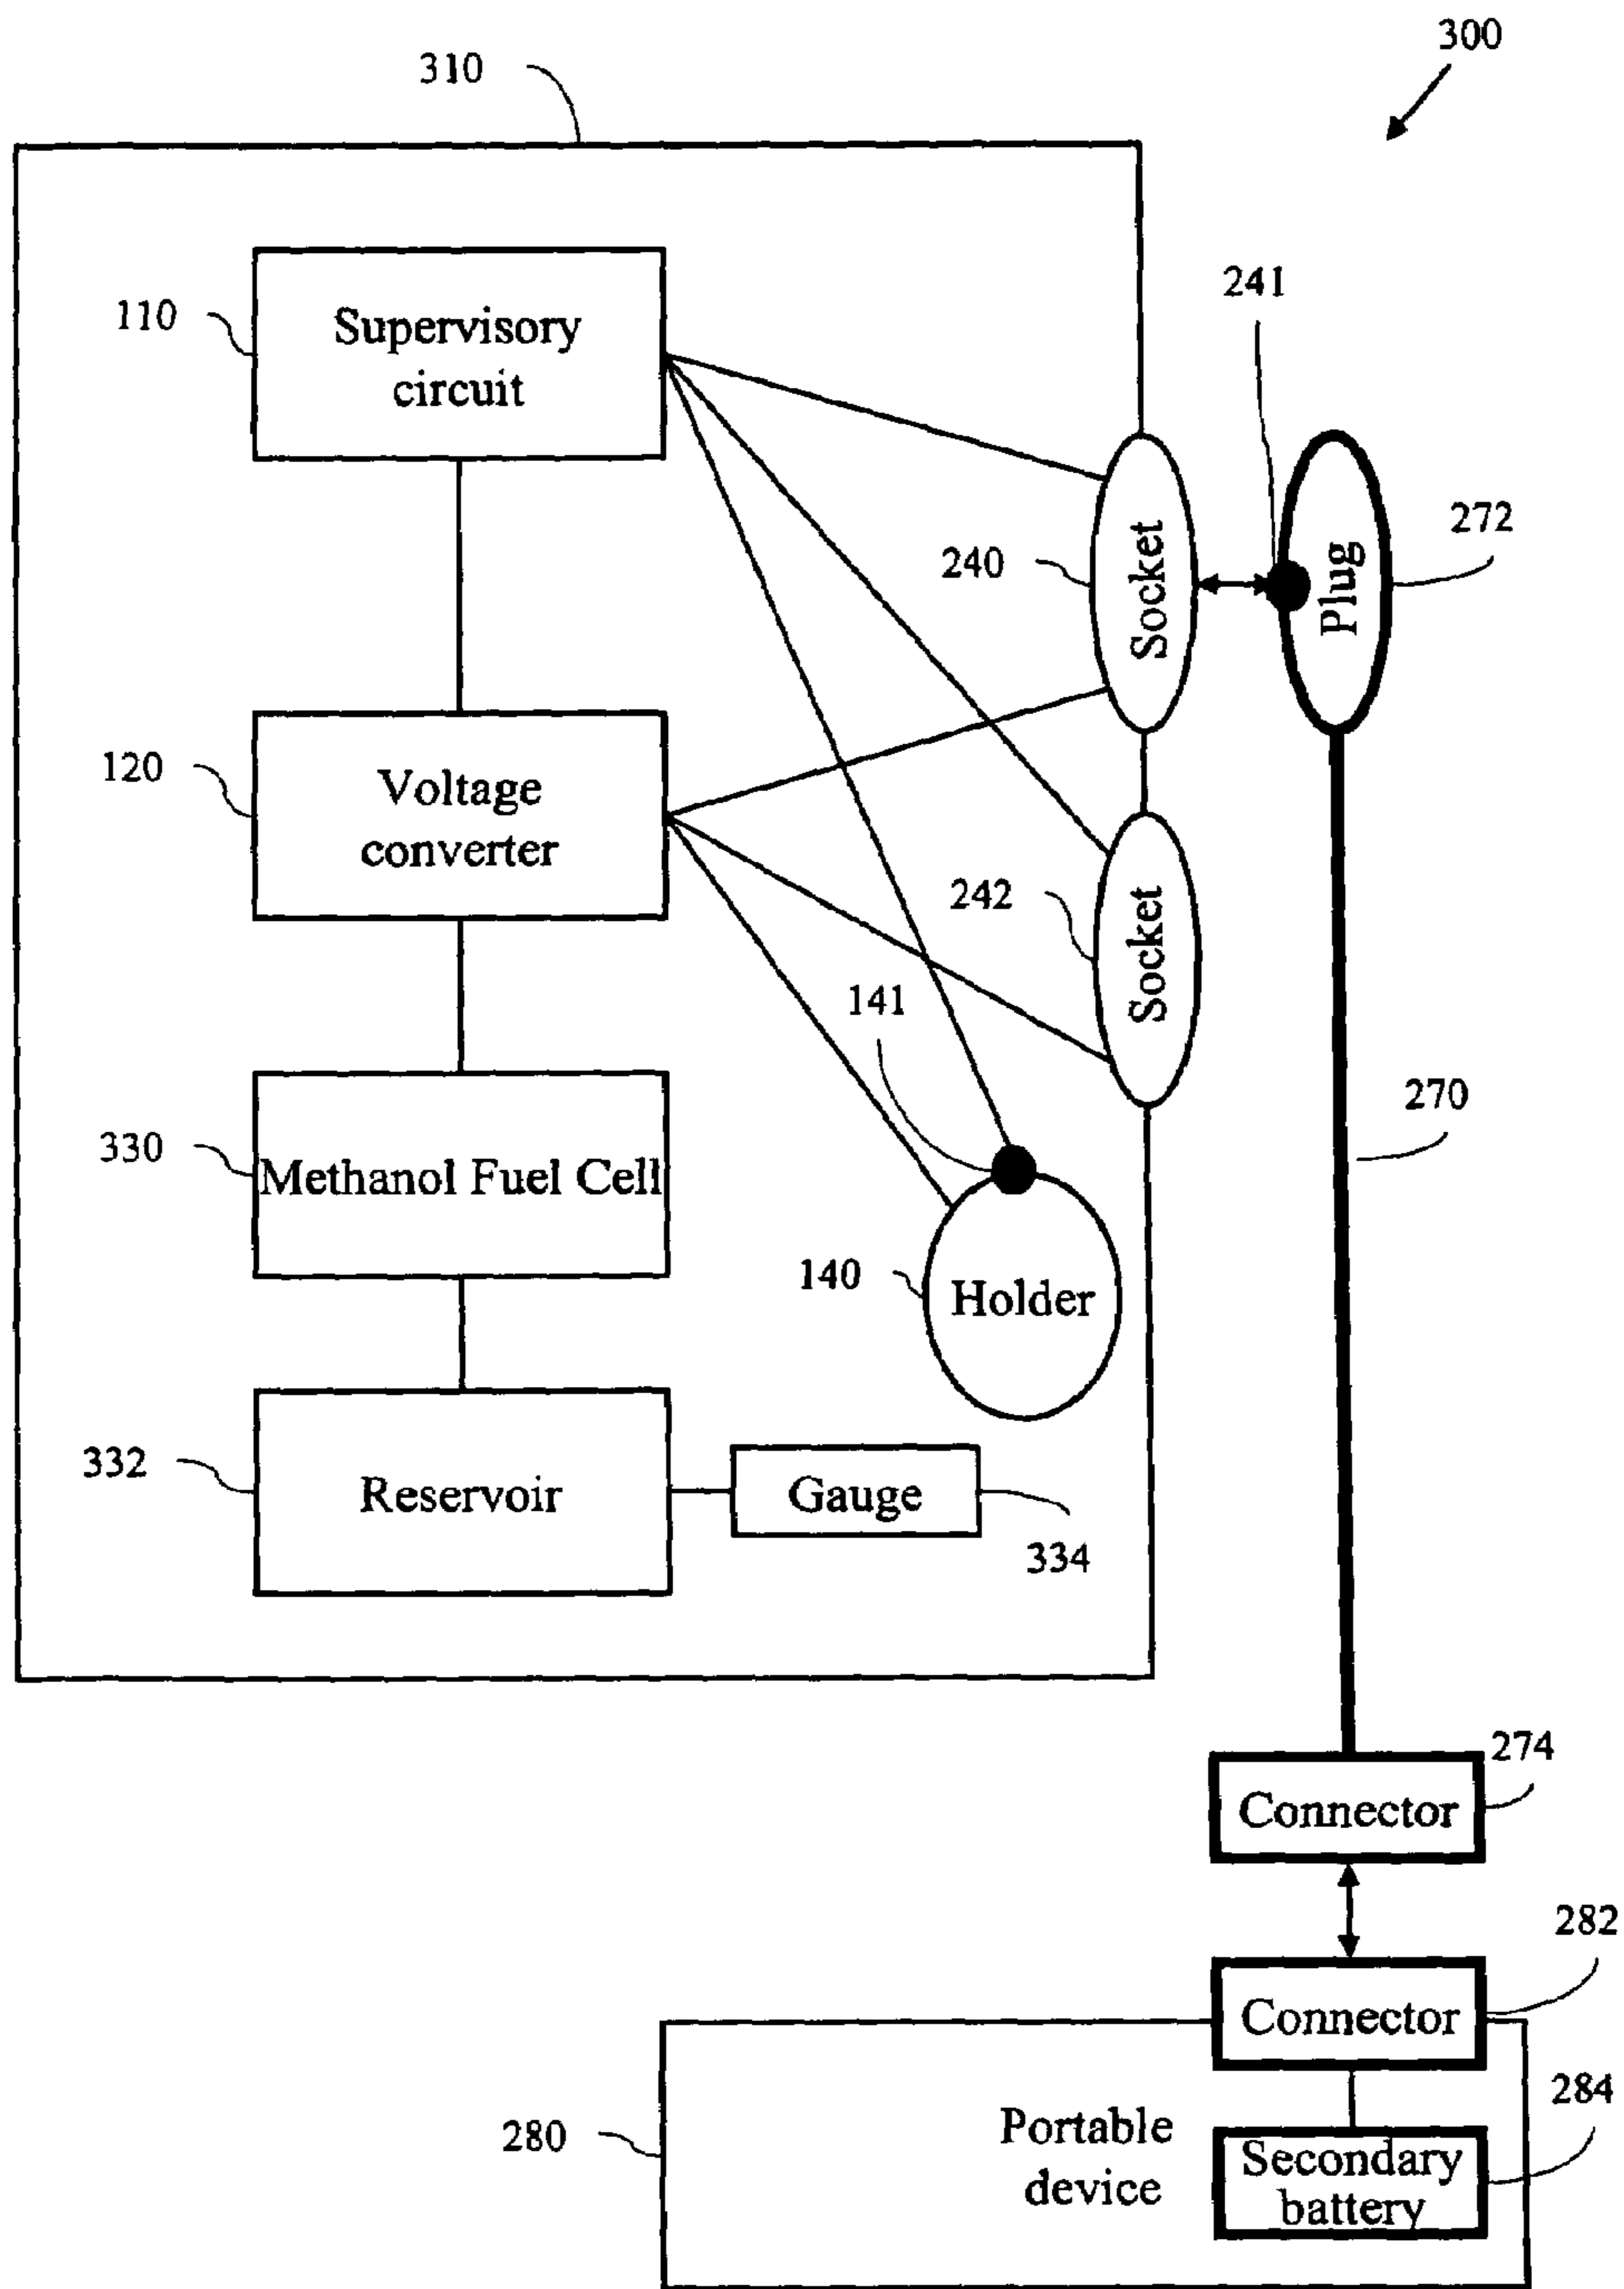 300
310
241
110
Supervisory
circuit
240
Socket
Plug
272
120
Voltage
converter
242
Socket
141
270
330
Methanol Fuel Cell
140
Holder
332
Reservoir
Gauge
334
274
Connector
282
Connector
284
280
Portable
device
Secondary
battery